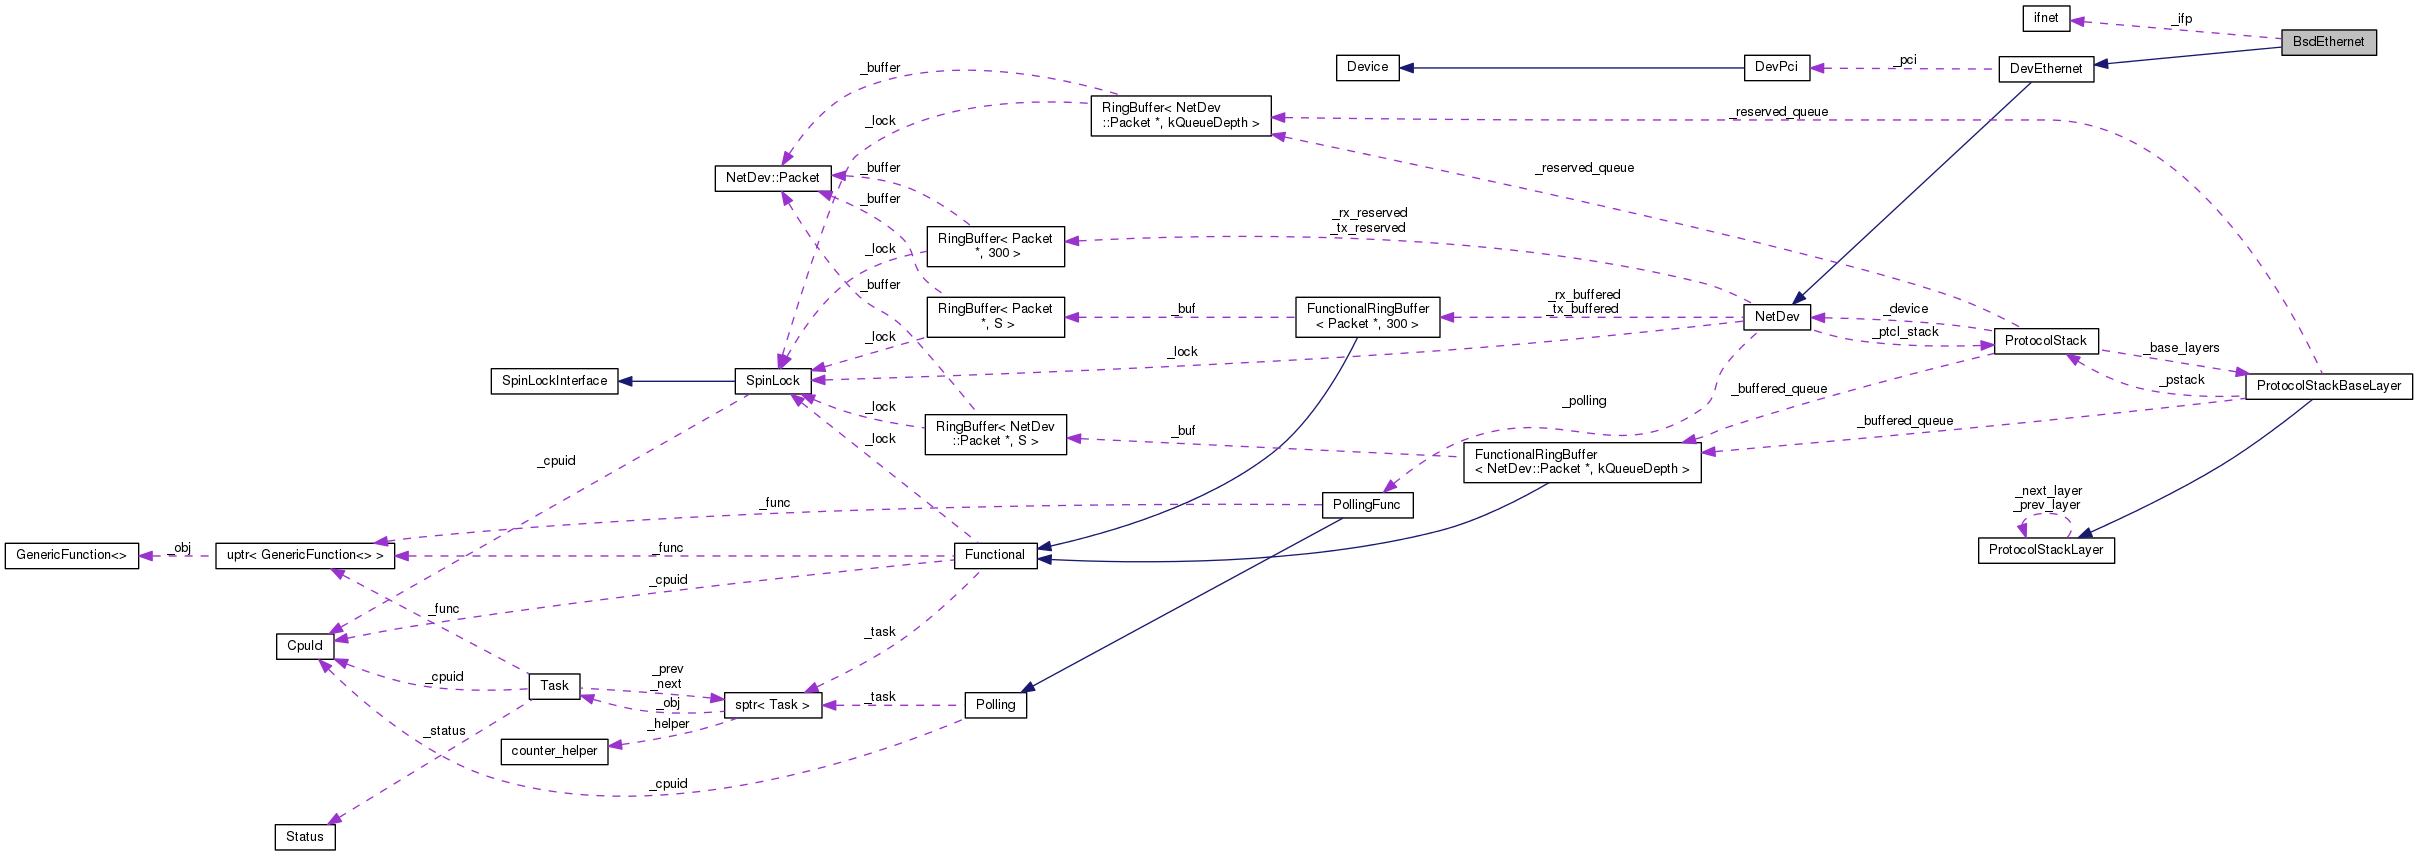 ifnet
_ifp
BsdEthernet
Device
DevPci
_pci
DevEthernet
_buffer
RingBuffer< NetDev
::Packet *, kQueueDepth >
_reserved_queue
_lock
NetDev::Packet
_buffer
_reserved_queue
_buffer
_rx_reserved
_tx_reserved
RingBuffer< Packet
*, 300 >
_lock
_buffer
RingBuffer< Packet
*, S >
_buf
FunctionalRingBuffer
< Packet *, 300 >
_rx_buffered
_tx_buffered
NetDev
_device
_ptcl_stack
ProtocolStack
_base_layers
_lock
_lock
SpinLockInterface
SpinLock
_pstack
ProtocolStackBaseLayer
_buffered_queue
_polling
_lock
RingBuffer< NetDev
::Packet *, S >
_buf
_buffered_queue
_lock
FunctionalRingBuffer
< NetDev::Packet *, kQueueDepth >
_cpuid
_func
PollingFunc
_next_layer
_prev_layer
GenericFunction<>
_obj
uptr< GenericFunction<> >
_func
Functional
ProtocolStackLayer
_cpuid
_func
_task
CpuId
_cpuid
Task
_prev
_next
_obj
sptr< Task >
_task
Polling
_helper
_status
counter_helper
_cpuid
Status